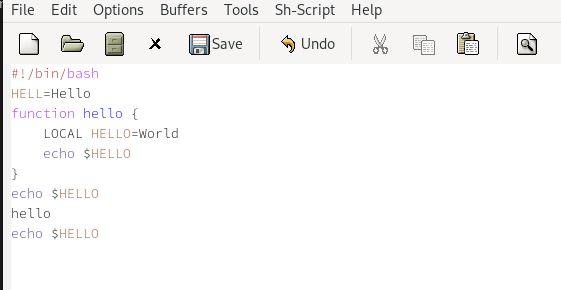 File Edit Options Buffers Tools Sh-Script Help
Save Undo
#!/bin/bash
HELL=Hello
function hello {
    LOCAL HELLO=World
    echo $HELLO
}
echo $HELLO
hello
echo $HELLO